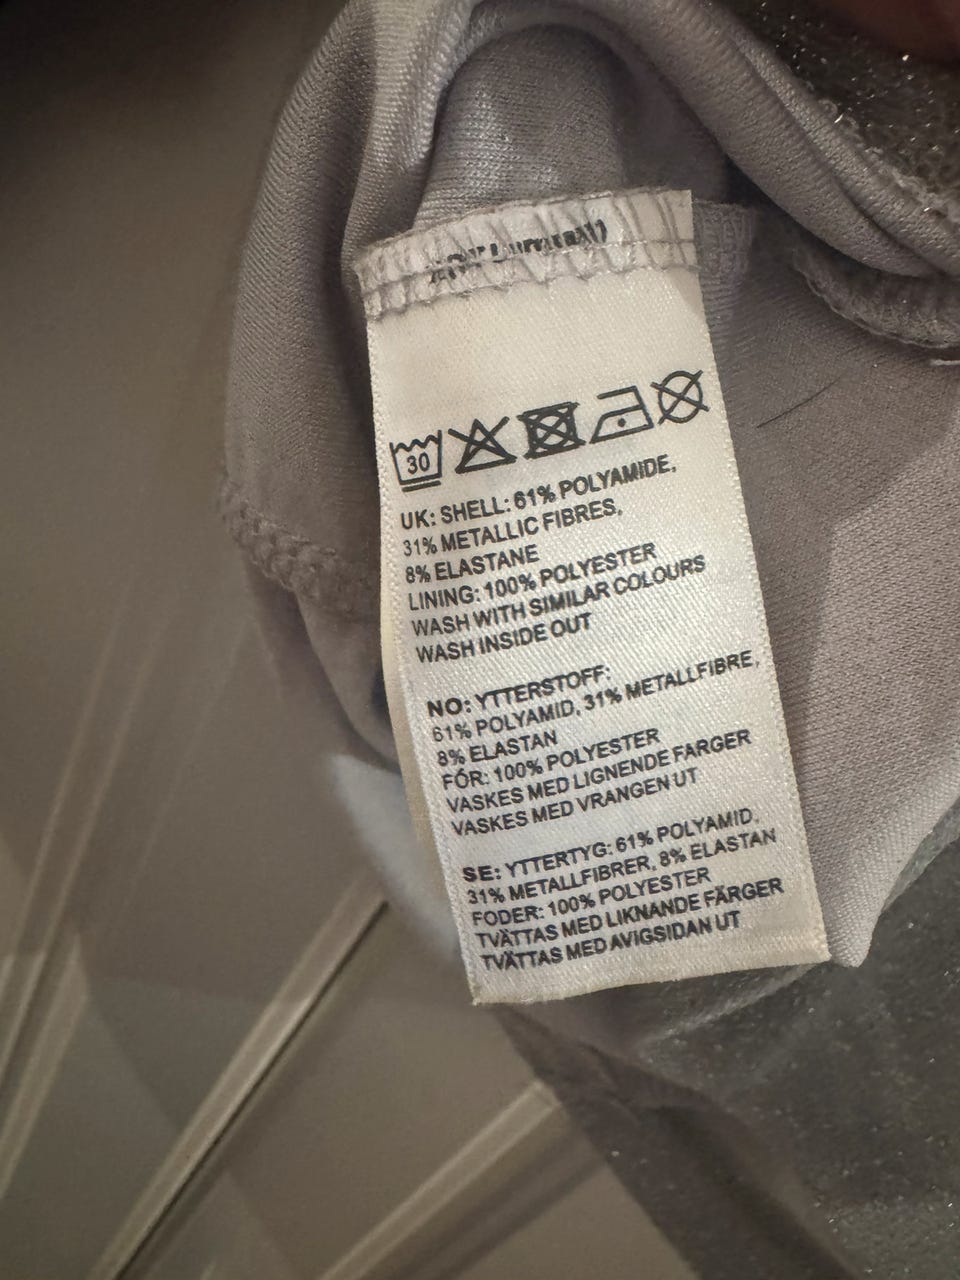 30
UK: SHELL: 61% POLYAMIDE,
31% METALLIC FIBRES,
8% ELASTANE
LINING: 100% POLYESTER
WASH WITH SIMILAR COLOURS
WASH INSIDE OUT
NO: YTTERSTOFF:
61% POLYAMID, 31% METALLFIBRE,
8% ELASTAN
FÓR: 100% POLYESTER
VASKES MED LIGNENDE FARGER
VASKES MED VRANGEN UT
SE: YTTERTYG: 61% POLYAMID,
31% METALLFIBRER, 8% ELASTAN
FODER: 100% POLYESTER
TVÄTTAS MED LIKNANDE FÄRGER
TVÄTTAS MED AVIGSIDAN UT